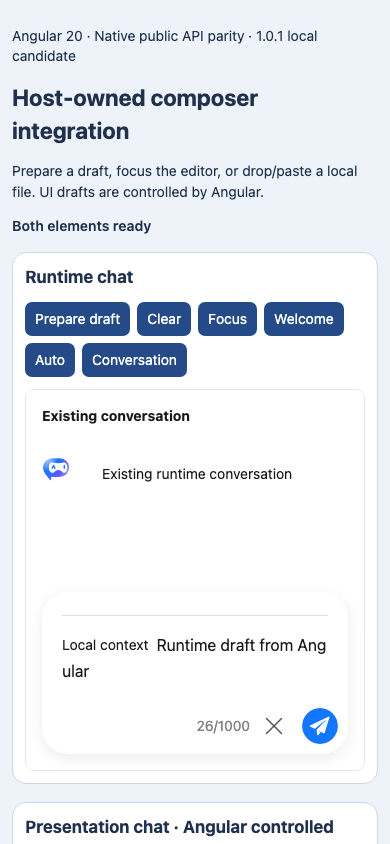 Angular 20 · Native public API parity · 1.0.1 local
candidate
Host-owned composer
integration
Prepare a draft, focus the editor, or drop/paste a local
file. UI drafts are controlled by Angular.
Both elements ready
Runtime chat
Prepare draft Clear Focus Welcome
Auto Conversation
Existing conversation
AI
Existing runtime conversation
Local context Runtime draft from Ang
ular
26/1000
Presentation chat · Angular controlled